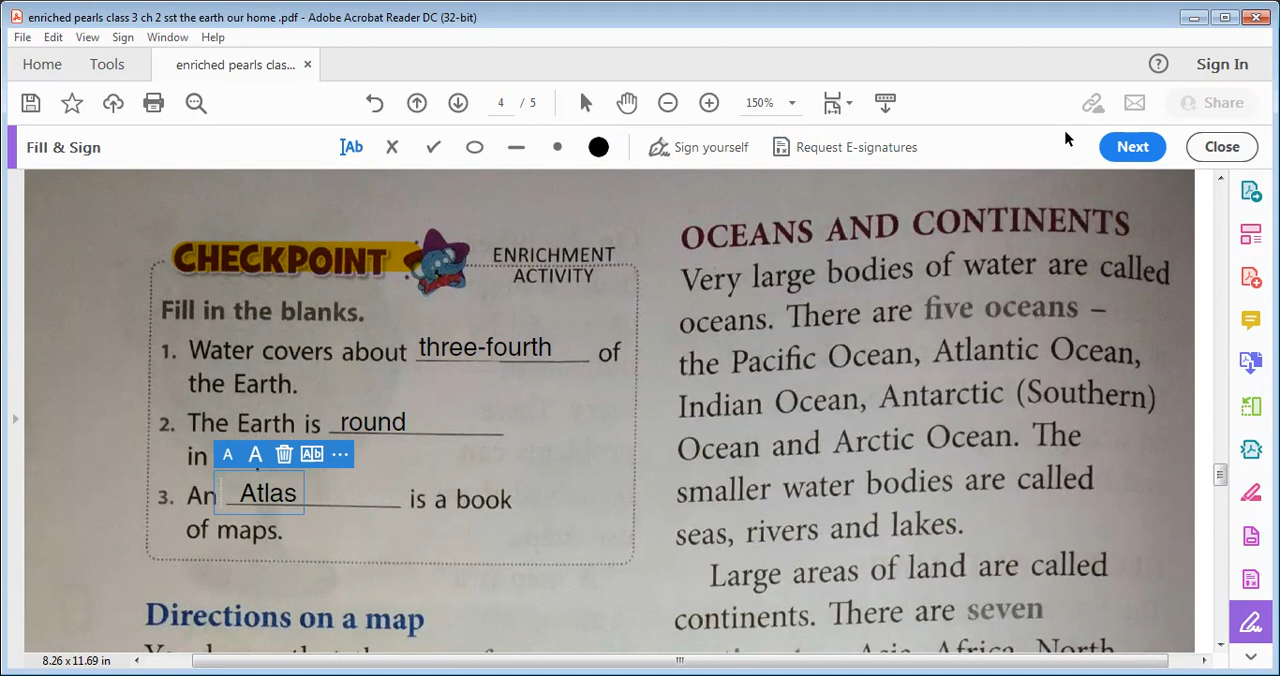 enriched pearls class 3 ch 2 sst the earth our home .pdf - Adobe Acrobat Reader DC (32-bit)
File Edit View Sign Window Help
Home Tools enriched pearls clas... × ? Sign In
4 / 5 150% Share
Fill & Sign Ab Sign yourself Request E-signatures Next Close
CHECKPOINT ENRICHMENT
ACTIVITY
Fill in the blanks.
1. Water covers about three-fourth of
the Earth.
2. The Earth is round
in
A A Ab ...
3. An Atlas is a book
of maps.
Directions on a map
OCEANS AND CONTINENTS
Very large bodies of water are called
oceans. There are five oceans –
the Pacific Ocean, Atlantic Ocean,
Indian Ocean, Antarctic (Southern)
Ocean and Arctic Ocean. The
smaller water bodies are called
seas, rivers and lakes.
Large areas of land are called
continents. There are seven
Asia, Africa, North
8.26 x 11.69 in